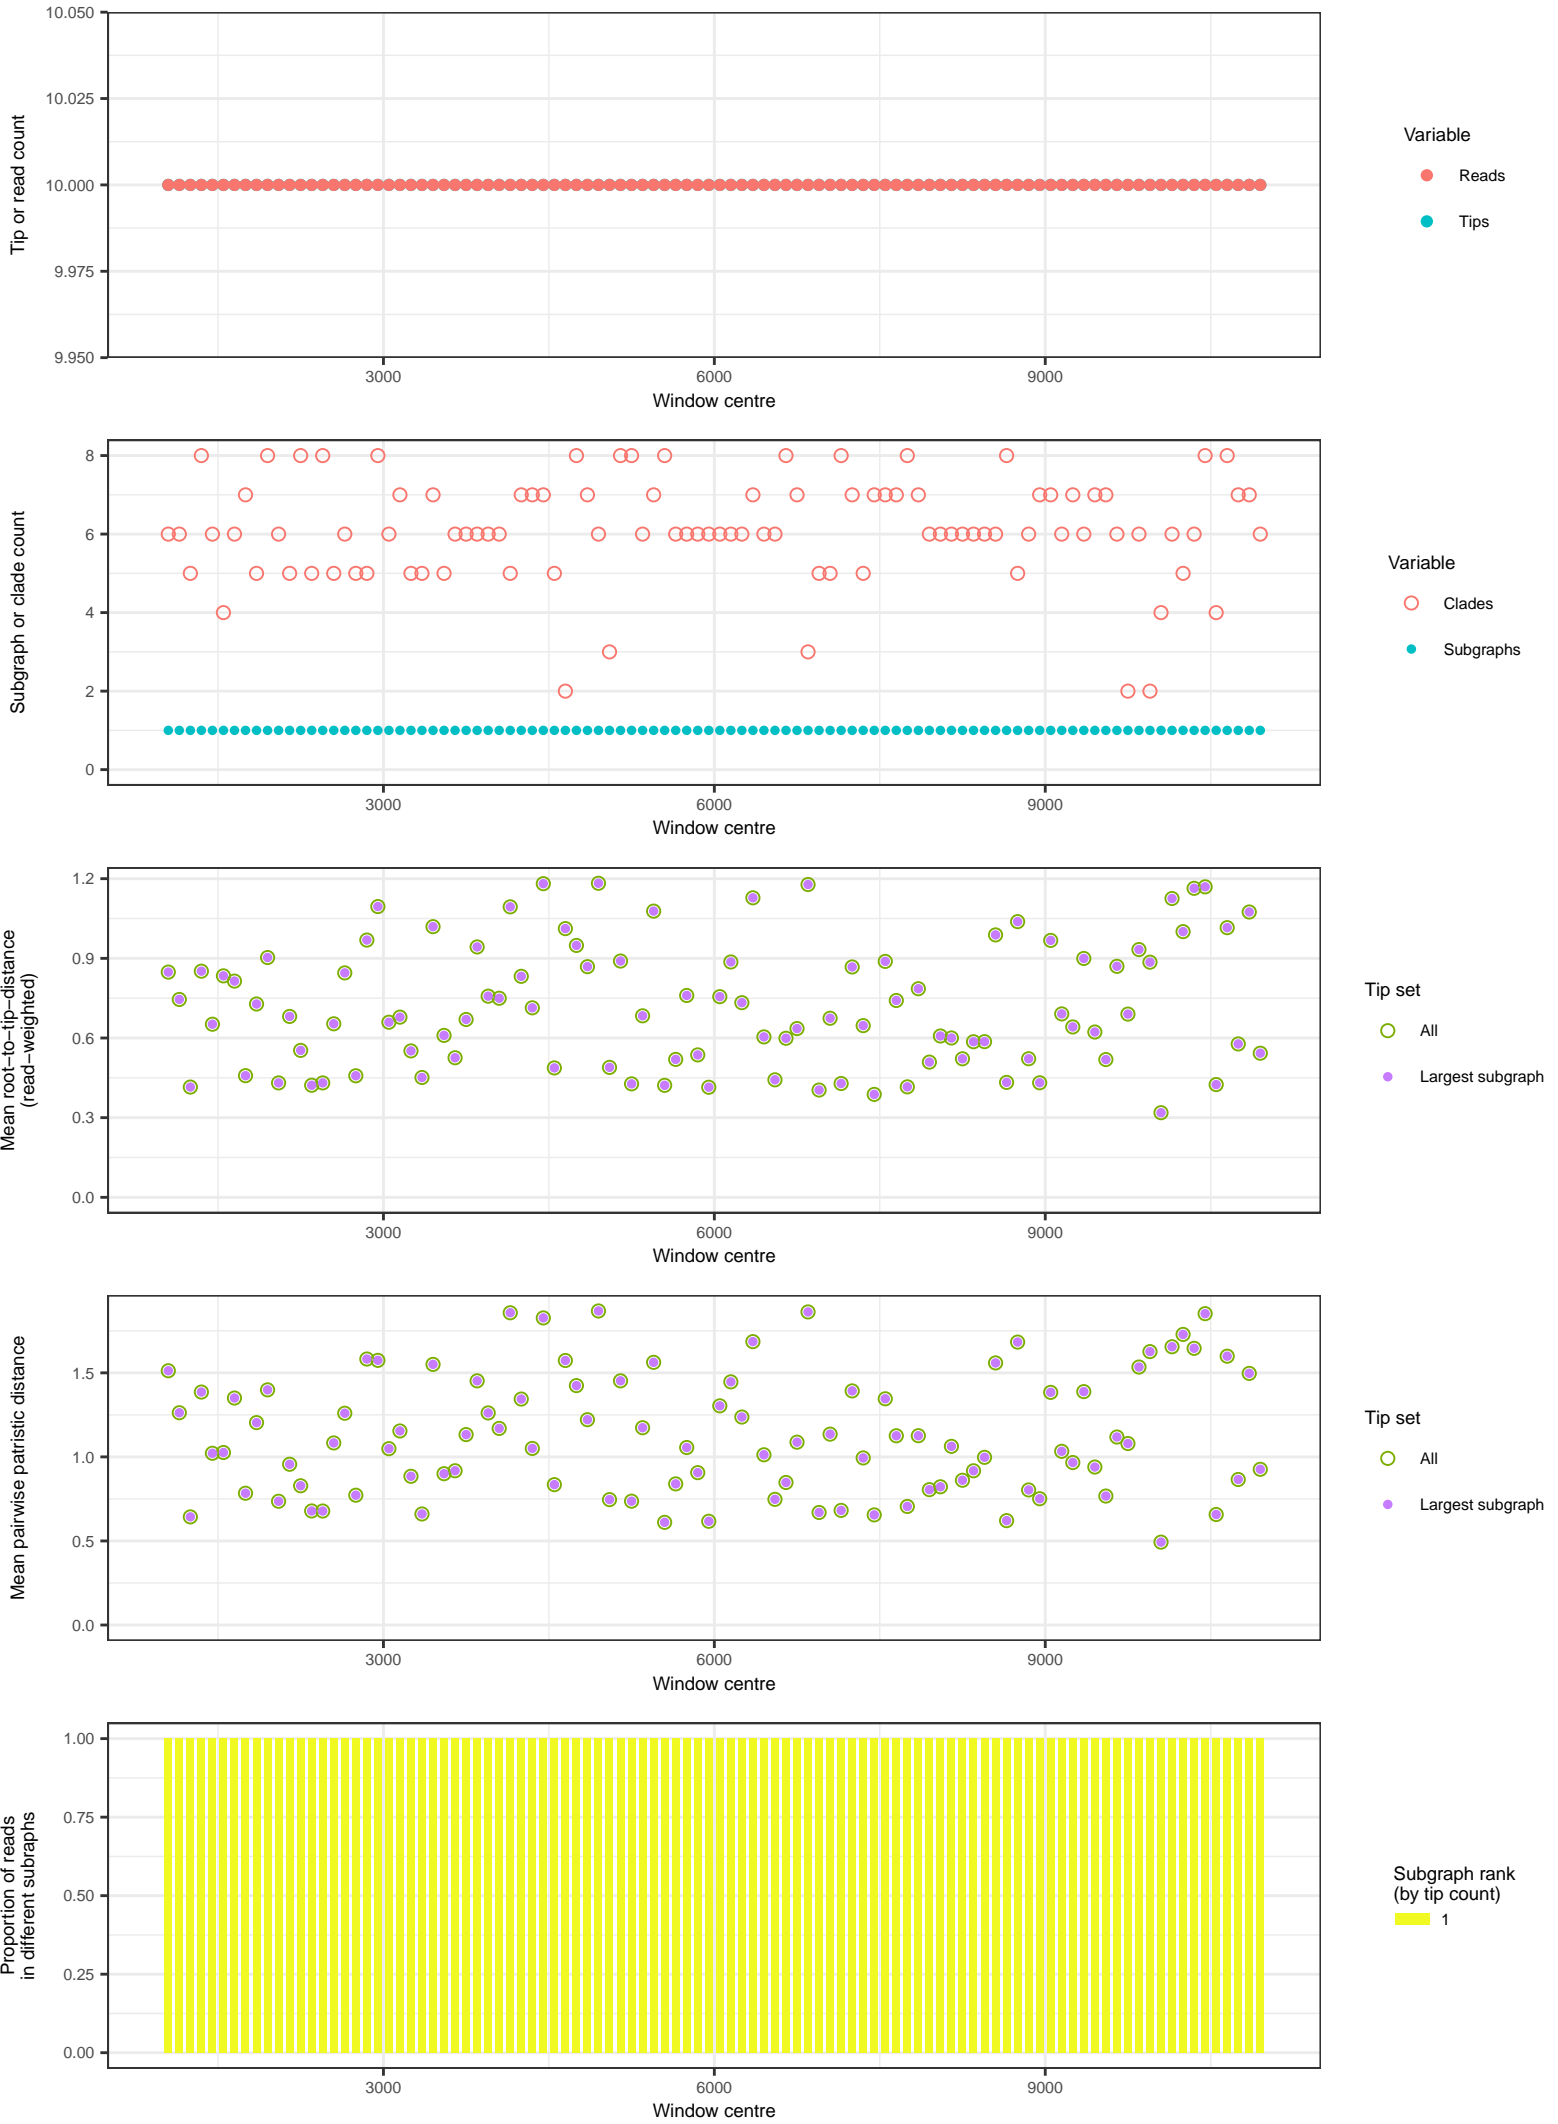 10.050
10.025
10.000
9.975
9.950
Tip or read count
3000
6000
9000
Window centre
Variable
Reads
Tips
8
6
4
2
0
Subgraph or clade count
3000
6000
9000
Window centre
Variable
Clades
Subgraphs
1.2
0.9
0.6
0.3
0.0
Mean root−to−tip−distance
(read−weighted)
3000
6000
9000
Window centre
Tip set
All
Largest subgraph
1.5
1.0
0.5
0.0
Mean pairwise patristic distance
3000
6000
9000
Window centre
Tip set
All
Largest subgraph
1.00
0.75
0.50
0.25
0.00
Proportion of reads
in different subraphs
3000
6000
9000
Window centre
Subgraph rank
(by tip count)
1